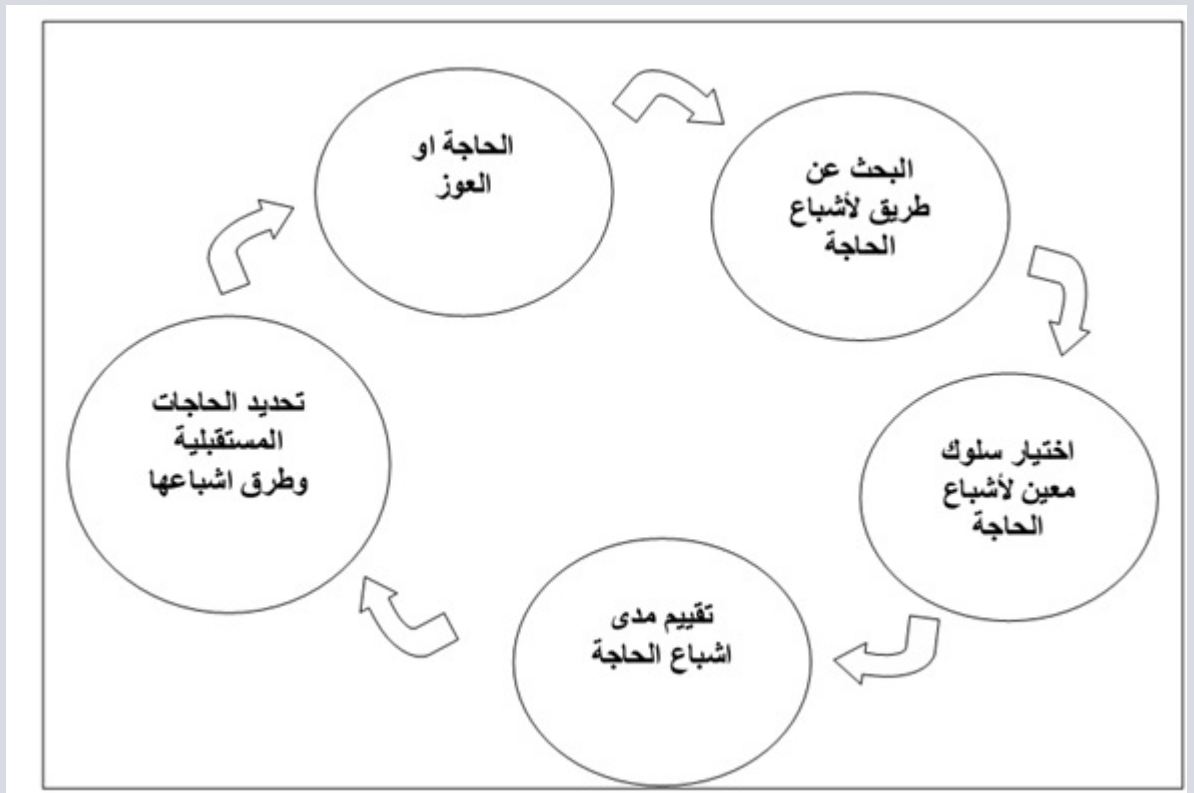 الحاجة او
العوز
البحث عن
طريق لأشباع
الحاجة
اختيار سلوك
معين لأشباع
الحاجة
تقييم مدى
اشباع الحاجة
تحديد الحاجات
المستقبلية
وطرق اشباعها